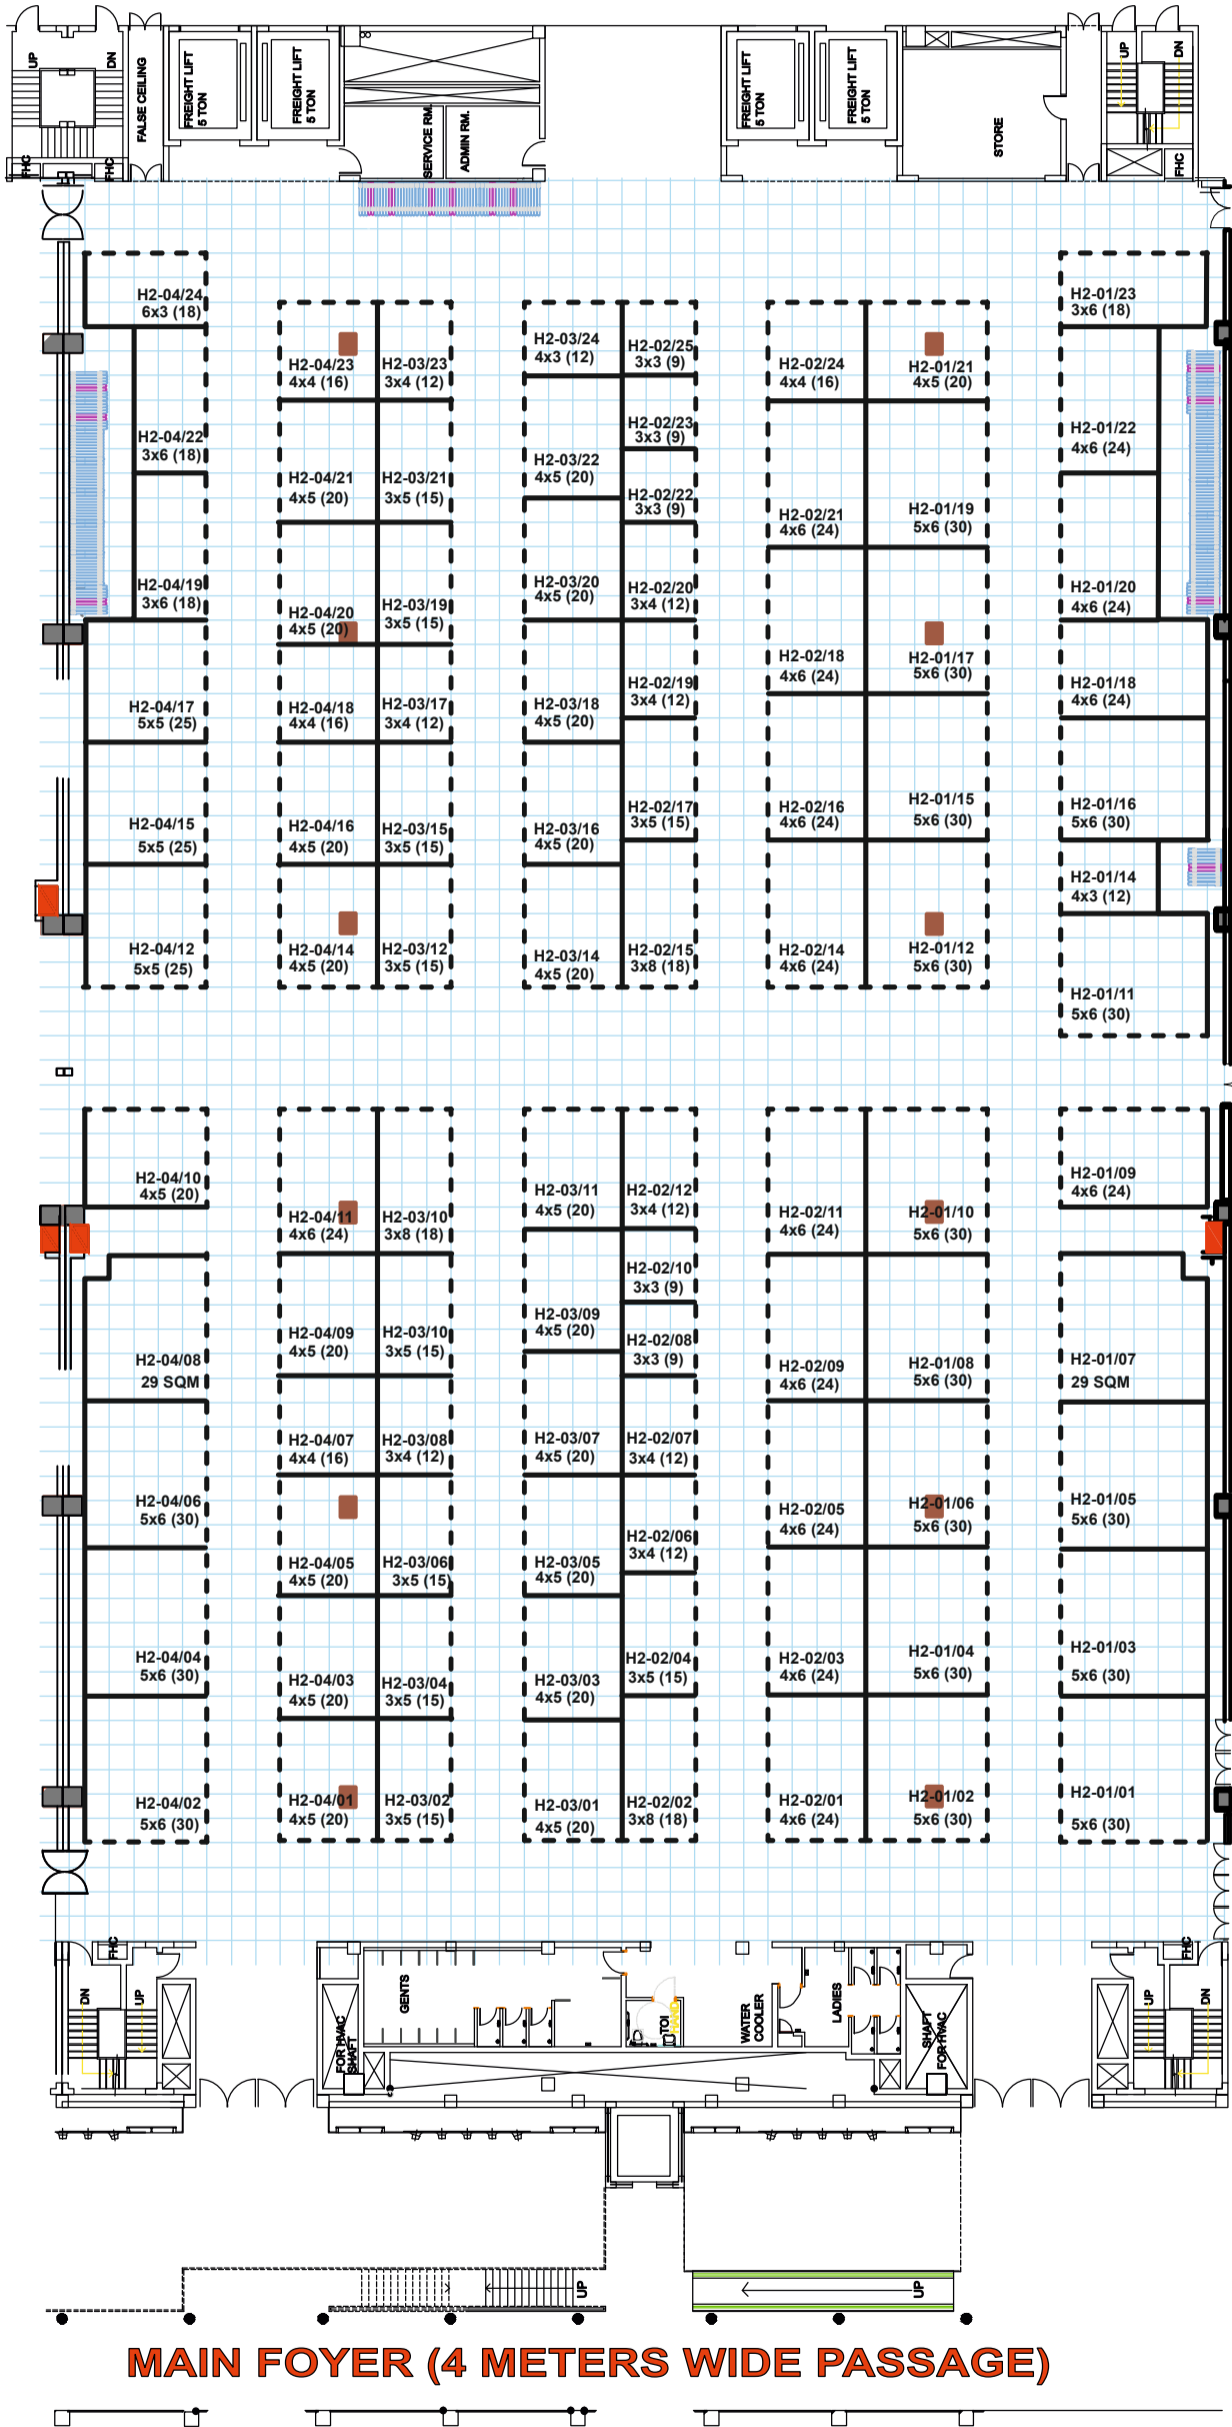 UP
DN
FALSE CEILING
FREIGHT LIFT
5 TON
FREIGHT LIFT
5 TON
SERVICE RM.
ADMIN RM.
FREIGHT LIFT
5 TON
FREIGHT LIFT
5 TON
STORE
UP
DN
FHC
FHC
FHC
H2-04/24
6x3 (18)
H2-04/22
3x6 (18)
H2-04/19
3x6 (18)
H2-04/17
5x5 (25)
H2-04/15
5x5 (25)
H2-04/12
5x5 (25)
H2-04/23
4x4 (16)
H2-04/21
4x5 (20)
H2-04/20
4x5 (20)
H2-04/18
4x4 (16)
H2-04/16
4x5 (20)
H2-04/14
4x5 (20)
H2-03/23
3x4 (12)
H2-03/21
3x5 (15)
H2-03/19
3x5 (15)
H2-03/17
3x4 (12)
H2-03/15
3x5 (15)
H2-03/12
3x5 (15)
H2-03/24
4x3 (12)
H2-03/22
4x5 (20)
H2-03/20
4x5 (20)
H2-03/18
4x5 (20)
H2-03/16
4x5 (20)
H2-03/14
4x5 (20)
H2-02/25
3x3 (9)
H2-02/23
3x3 (9)
H2-02/22
3x3 (9)
H2-02/20
3x4 (12)
H2-02/19
3x4 (12)
H2-02/17
3x5 (15)
H2-02/15
3x8 (18)
H2-02/24
4x4 (16)
H2-02/21
4x6 (24)
H2-02/18
4x6 (24)
H2-02/16
4x6 (24)
H2-02/14
4x6 (24)
H2-01/21
4x5 (20)
H2-01/19
5x6 (30)
H2-01/17
5x6 (30)
H2-01/15
5x6 (30)
H2-01/12
5x6 (30)
H2-01/23
3x6 (18)
H2-01/22
4x6 (24)
H2-01/20
4x6 (24)
H2-01/18
4x6 (24)
H2-01/16
5x6 (30)
H2-01/14
4x3 (12)
H2-01/11
5x6 (30)
H2-04/10
4x5 (20)
H2-04/08
29 SQM
H2-04/06
5x6 (30)
H2-04/04
5x6 (30)
H2-04/02
5x6 (30)
H2-04/11
4x6 (24)
H2-04/09
4x5 (20)
H2-04/07
4x4 (16)
H2-04/05
4x5 (20)
H2-04/03
4x5 (20)
H2-04/01
4x5 (20)
H2-03/10
3x8 (18)
H2-03/10
3x5 (15)
H2-03/08
3x4 (12)
H2-03/06
3x5 (15)
H2-03/04
3x5 (15)
H2-03/02
3x5 (15)
H2-03/11
4x5 (20)
H2-03/09
4x5 (20)
H2-03/07
4x5 (20)
H2-03/05
4x5 (20)
H2-03/03
4x5 (20)
H2-03/01
4x5 (20)
H2-02/12
3x4 (12)
H2-02/10
3x3 (9)
H2-02/08
3x3 (9)
H2-02/07
3x4 (12)
H2-02/06
3x4 (12)
H2-02/04
3x5 (15)
H2-02/02
3x8 (18)
H2-02/11
4x6 (24)
H2-02/09
4x6 (24)
H2-02/05
4x6 (24)
H2-02/03
4x6 (24)
H2-02/01
4x6 (24)
H2-01/10
5x6 (30)
H2-01/08
5x6 (30)
H2-01/06
5x6 (30)
H2-01/04
5x6 (30)
H2-01/02
5x6 (30)
H2-01/09
4x6 (24)
H2-01/07
29 SQM
H2-01/05
5x6 (30)
H2-01/03
5x6 (30)
H2-01/01
5x6 (30)
FHC
DN
UP
FOR HVAC
SHAFT
GENTS
TOI
HAND
WATER
COOLER
LADIES
SHAFT
FOR HVAC
FHC
UP
DN
UP
UP
MAIN FOYER (4 METERS WIDE PASSAGE)